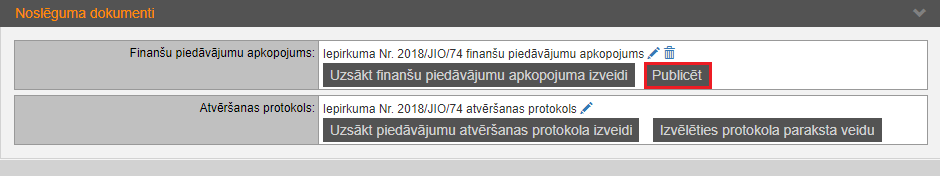 Noslēguma dokumenti
Finanšu piedāvājumu apkopojums: Iepirkuma Nr. 2018/JIO/74 finanšu piedāvājumu apkopojums
Uzsākt finanšu piedāvājumu apkopojuma izveidi Publicēt
Atvēršanas protokols: Iepirkuma Nr. 2018/JIO/74 atvēršanas protokols
Uzsākt piedāvājumu atvēršanas protokola izveidi Izvēlēties protokola paraksta veidu